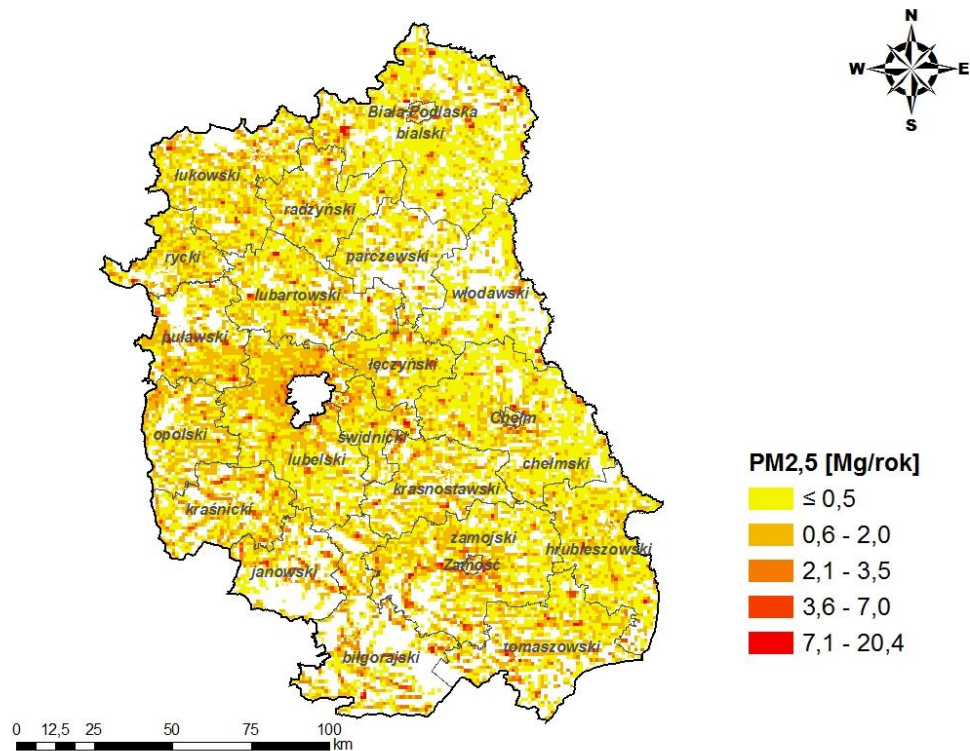 N
W E
S
Biała Podlaska
bialski
łukowski
radzyński
rycki
parczewski
lubartowski
włodawski
puławski
łęczyński
opolski
świdnicki
Chełm
lubelski
chełmski
krasnostawski
kraśnicki
zamojski
hrubieszowski
janowski
Zamość
biłgorajski
tomaszowski
PM2,5 [Mg/rok]
≤ 0,5
0,6 - 2,0
2,1 - 3,5
3,6 - 7,0
7,1 - 20,4
0 12,5 25 50 75 100
km